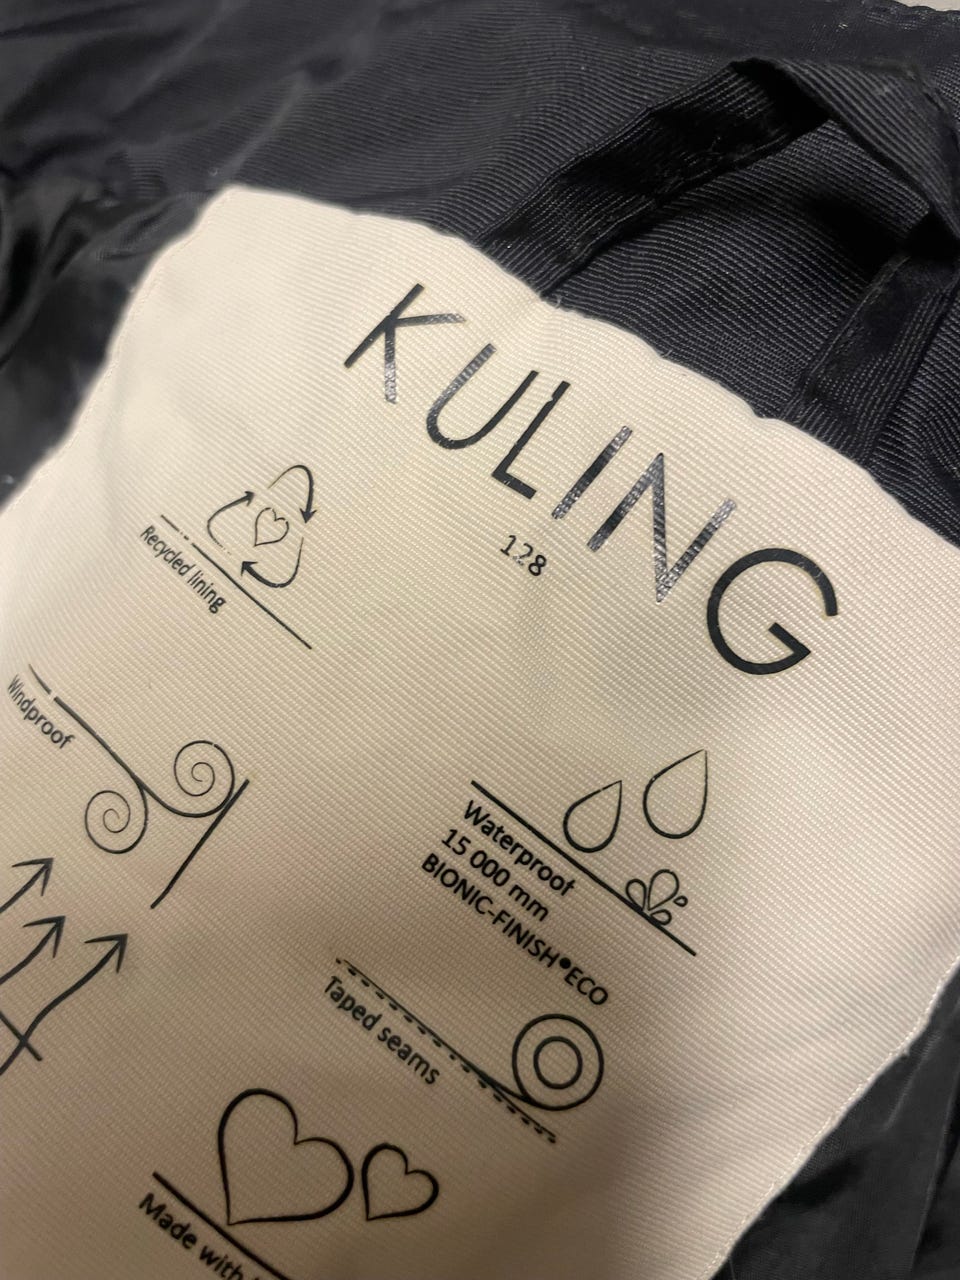 KULING
128
Recycled lining
Windproof
Waterproof
15 000 mm
BIONIC-FINISH®ECO
Taped seams
Made with